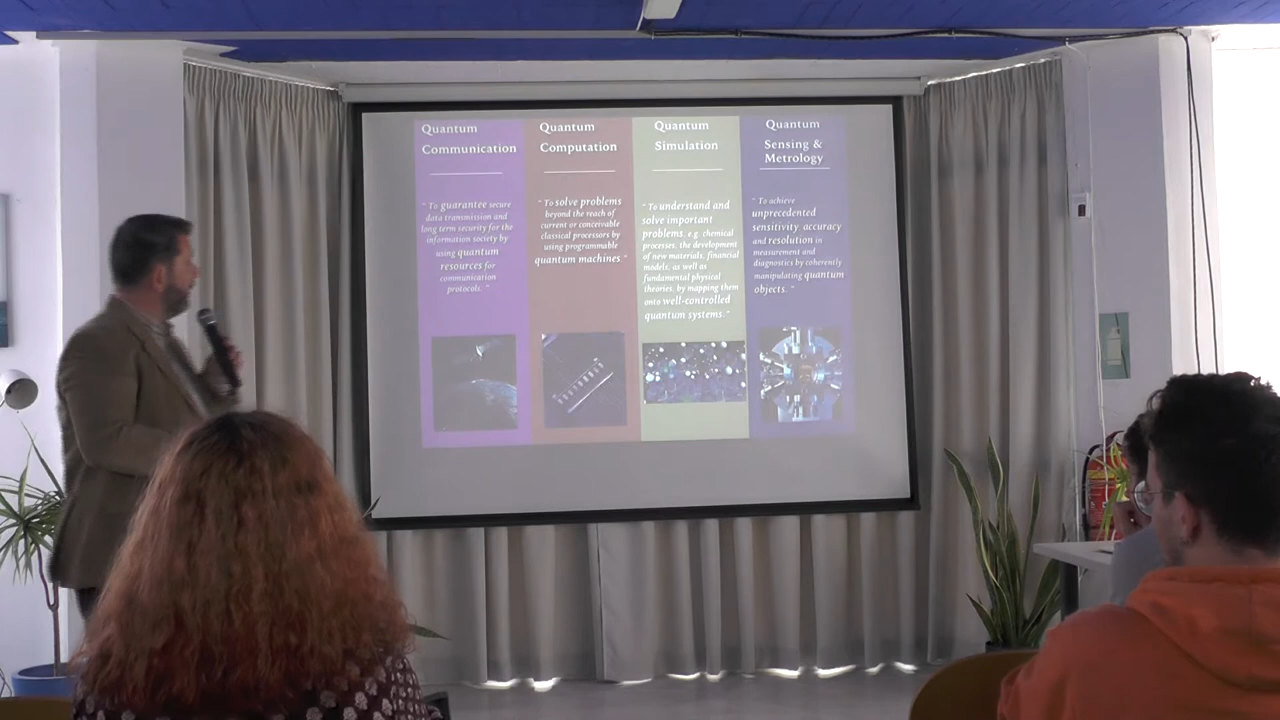 Quantum
Communication
" To guarantee secure
data transmission and
long term security for the
information society by
using quantum
resources for
communication
protocols. "
Quantum
Computation
" To solve problems
beyond the reach of
current or conceivable
classical processors by
using programmable
quantum machines "
Quantum
Simulation
" To understand and
solve important
problems, e.g. chemical
processes, the development
of new materials, financial
models, as well as
fundamental physical
theories, by mapping them
onto well-controlled
quantum systems. "
Quantum
Sensing &
Metrology
" To achieve
unprecedented
sensitivity, accuracy
and resolution in
measurement and
diagnostics by coherently
manipulating quantum
objects. "